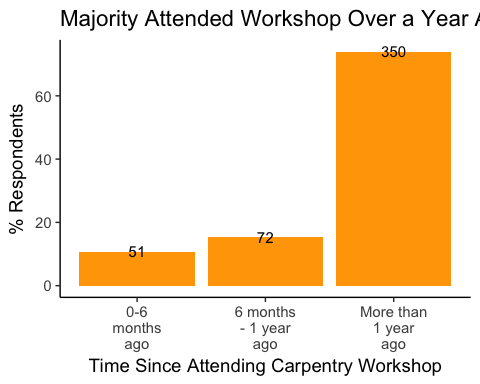 Majority Attended Workshop Over a Year A
350
60
40
72
20
51
0
% Respondents
0-6
months
ago
6 months
- 1 year
ago
More than
1 year
ago
Time Since Attending Carpentry Workshop